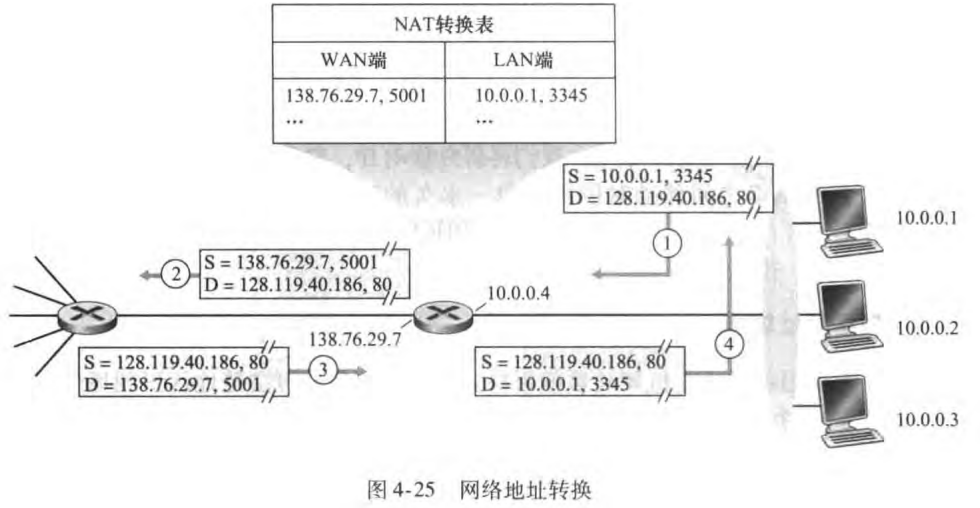 NAT转换表
WAN端
LAN端
138.76.29.7, 5001
10.0.0.1, 3345
…
…
S = 10.0.0.1, 3345
D = 128.119.40.186, 80
10.0.0.1
1
2
S = 138.76.29.7, 5001
D = 128.119.40.186, 80
10.0.0.4
10.0.0.2
138.76.29.7
S = 128.119.40.186, 80
D = 138.76.29.7, 5001
3
S = 128.119.40.186, 80
D = 10.0.0.1, 3345
4
10.0.0.3
图 4-25 网络地址转换